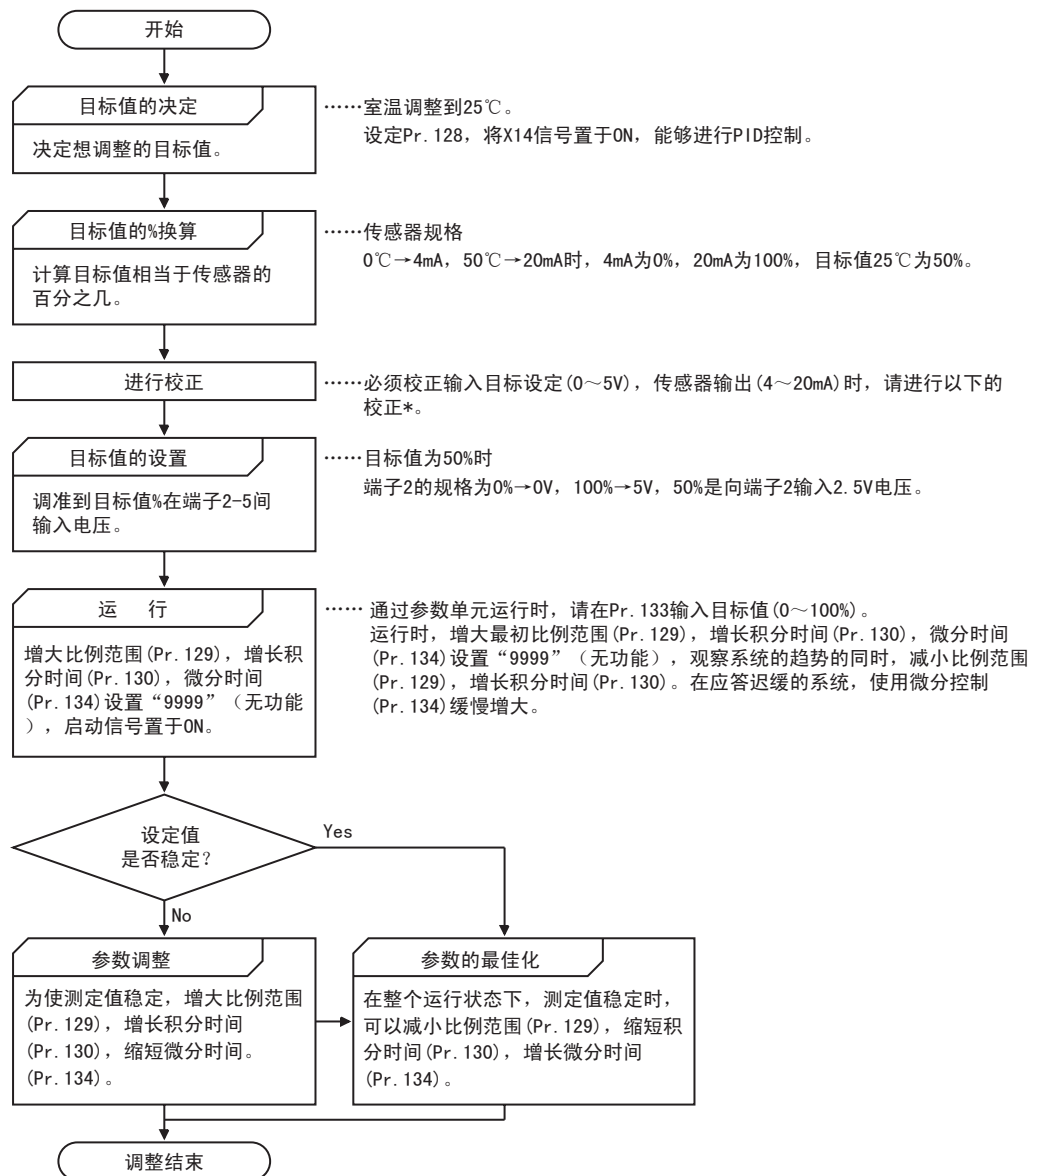 开始
目标值的决定
决定想调整的目标值。
……室温调整到25℃。
设定Pr.128，将X14信号置于ON，能够进行PID控制。
目标值的%换算
计算目标值相当于传感器的
百分之几。
……传感器规格
0℃→4mA，50℃→20mA时，4mA为0%，20mA为100%，目标值25℃为50%。
进行校正
……必须校正输入目标设定(0～5V)，传感器输出(4～20mA)时，请进行以下的
校正*。
目标值的设置
调准到目标值%在端子2-5间
输入电压。
……目标值为50%时
端子2的规格为0%→0V，100%→5V，50%是向端子2输入2.5V电压。
运 行
增大比例范围(Pr.129)，增长积
分时间(Pr.130)，微分时间
(Pr.134)设置“9999”（无功能
），启动信号置于ON。
…… 通过参数单元运行时，请在Pr.133输入目标值(0～100%)。
运行时，增大最初比例范围(Pr.129)，增长积分时间(Pr.130)，微分时间
(Pr.134)设置“9999”（无功能），观察系统的趋势的同时，减小比例范围
(Pr.129)，增长积分时间(Pr.130)。在应答迟缓的系统，使用微分控制
(Pr.134)缓慢增大。
设定值
是否稳定？
Yes
No
参数调整
为使测定值稳定，增大比例范围
(Pr.129)，增长积分时间
(Pr.130)，缩短微分时间。
(Pr.134)。
参数的最佳化
在整个运行状态下，测定值稳定时，
可以减小比例范围(Pr.129)，缩短积
分时间(Pr.130)，增长微分时间
(Pr.134)。
调整结束